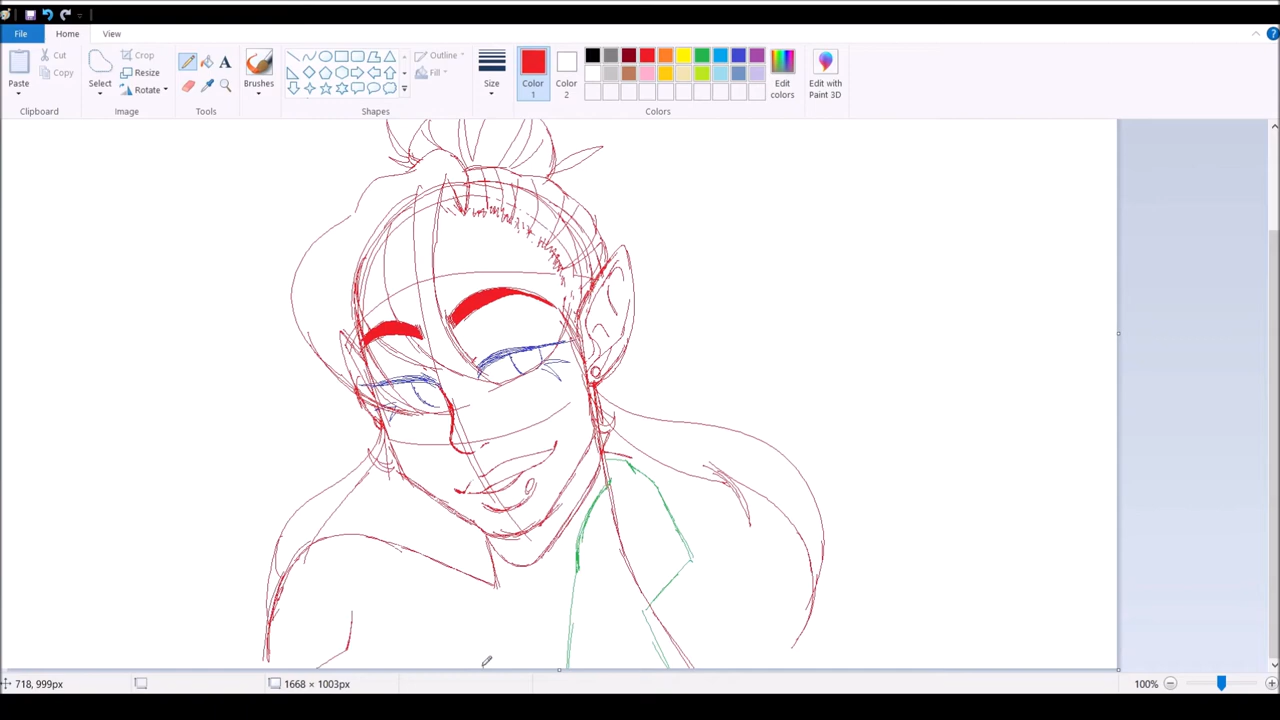 File Home View
Paste Cut Copy Clipboard
Select Crop Resize Rotate Image
A Tools
Brushes
Outline Fill Shapes
Size
Color 1
Color 2
Edit colors
Edit with Paint 3D
Colors
718, 999px 1668 × 1003px 100%